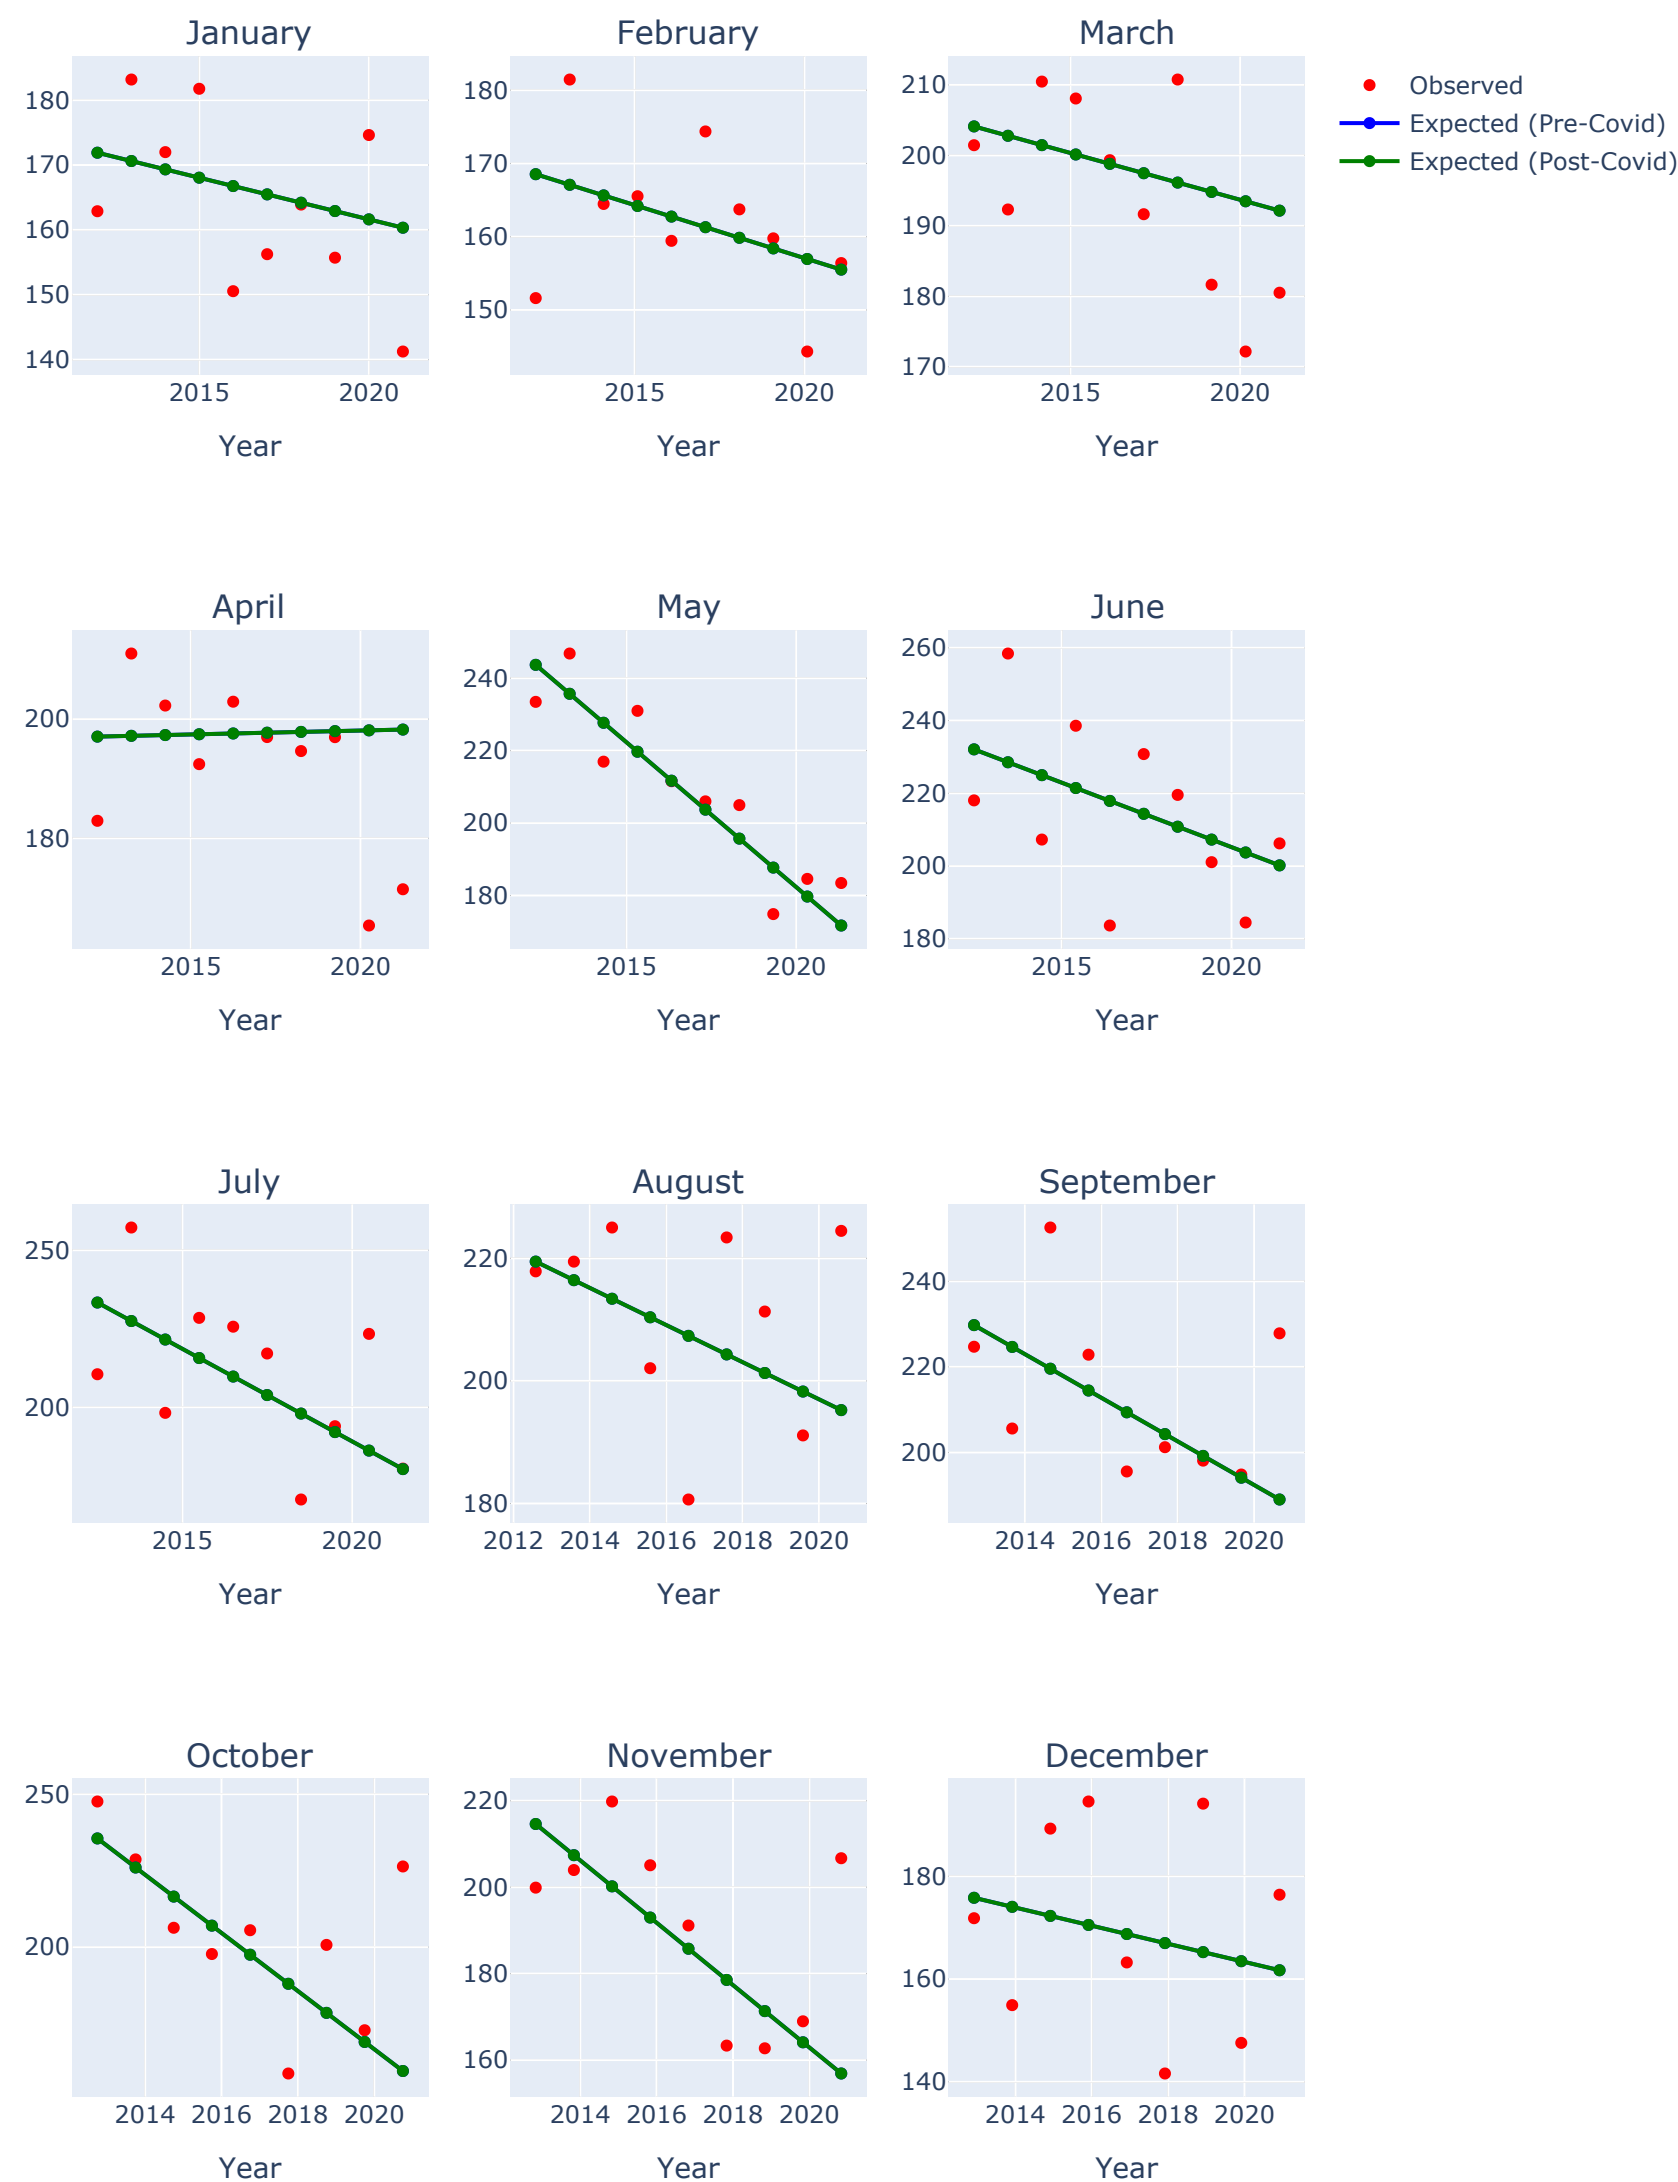 January
February
March
Observed
Expected (Pre-Covid)
Expected (Post-Covid)
180
170
160
150
140
2015
2020
Year
180
170
160
150
2015
2020
Year
210
200
190
180
170
2015
2020
Year
April
May
June
200
180
2015
2020
Year
240
220
200
180
2015
2020
Year
260
240
220
200
180
2015
2020
Year
July
August
September
250
200
2015
2020
Year
220
200
180
2012
2014
2016
2018
2020
Year
240
220
200
2014
2016
2018
2020
Year
October
November
December
250
200
2014
2016
2018
2020
Year
220
200
180
160
2014
2016
2018
2020
Year
180
160
140
2014
2016
2018
2020
Year